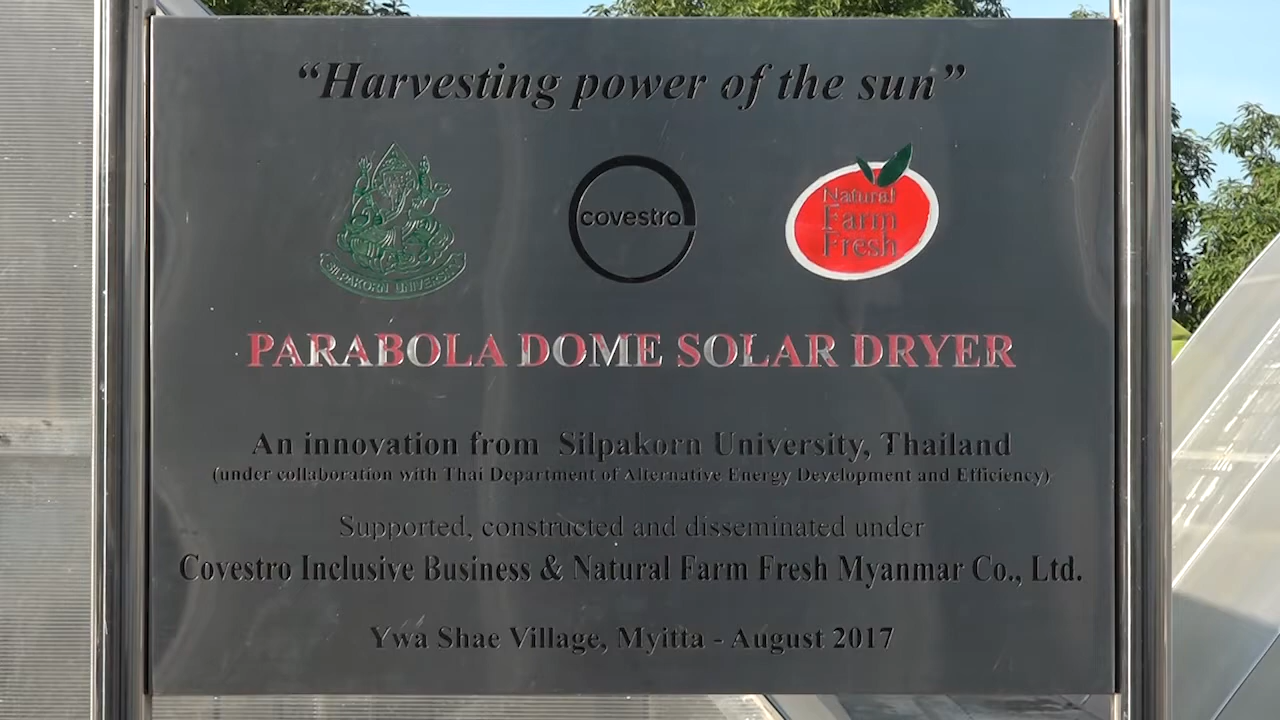 “Harvesting power of the sun”
SILPAKORN UNIVERSITY
covestro
Natural
Farm
Fresh
PARABOLA DOME SOLAR DRYER
An innovation from Silpakorn University, Thailand
(under collaboration with Thai Department of Alternative Energy Development and Efficiency)
Supported, constructed and disseminated under
Covestro Inclusive Business & Natural Farm Fresh Myanmar Co., Ltd.
Ywa Shae Village, Myitta - August 2017